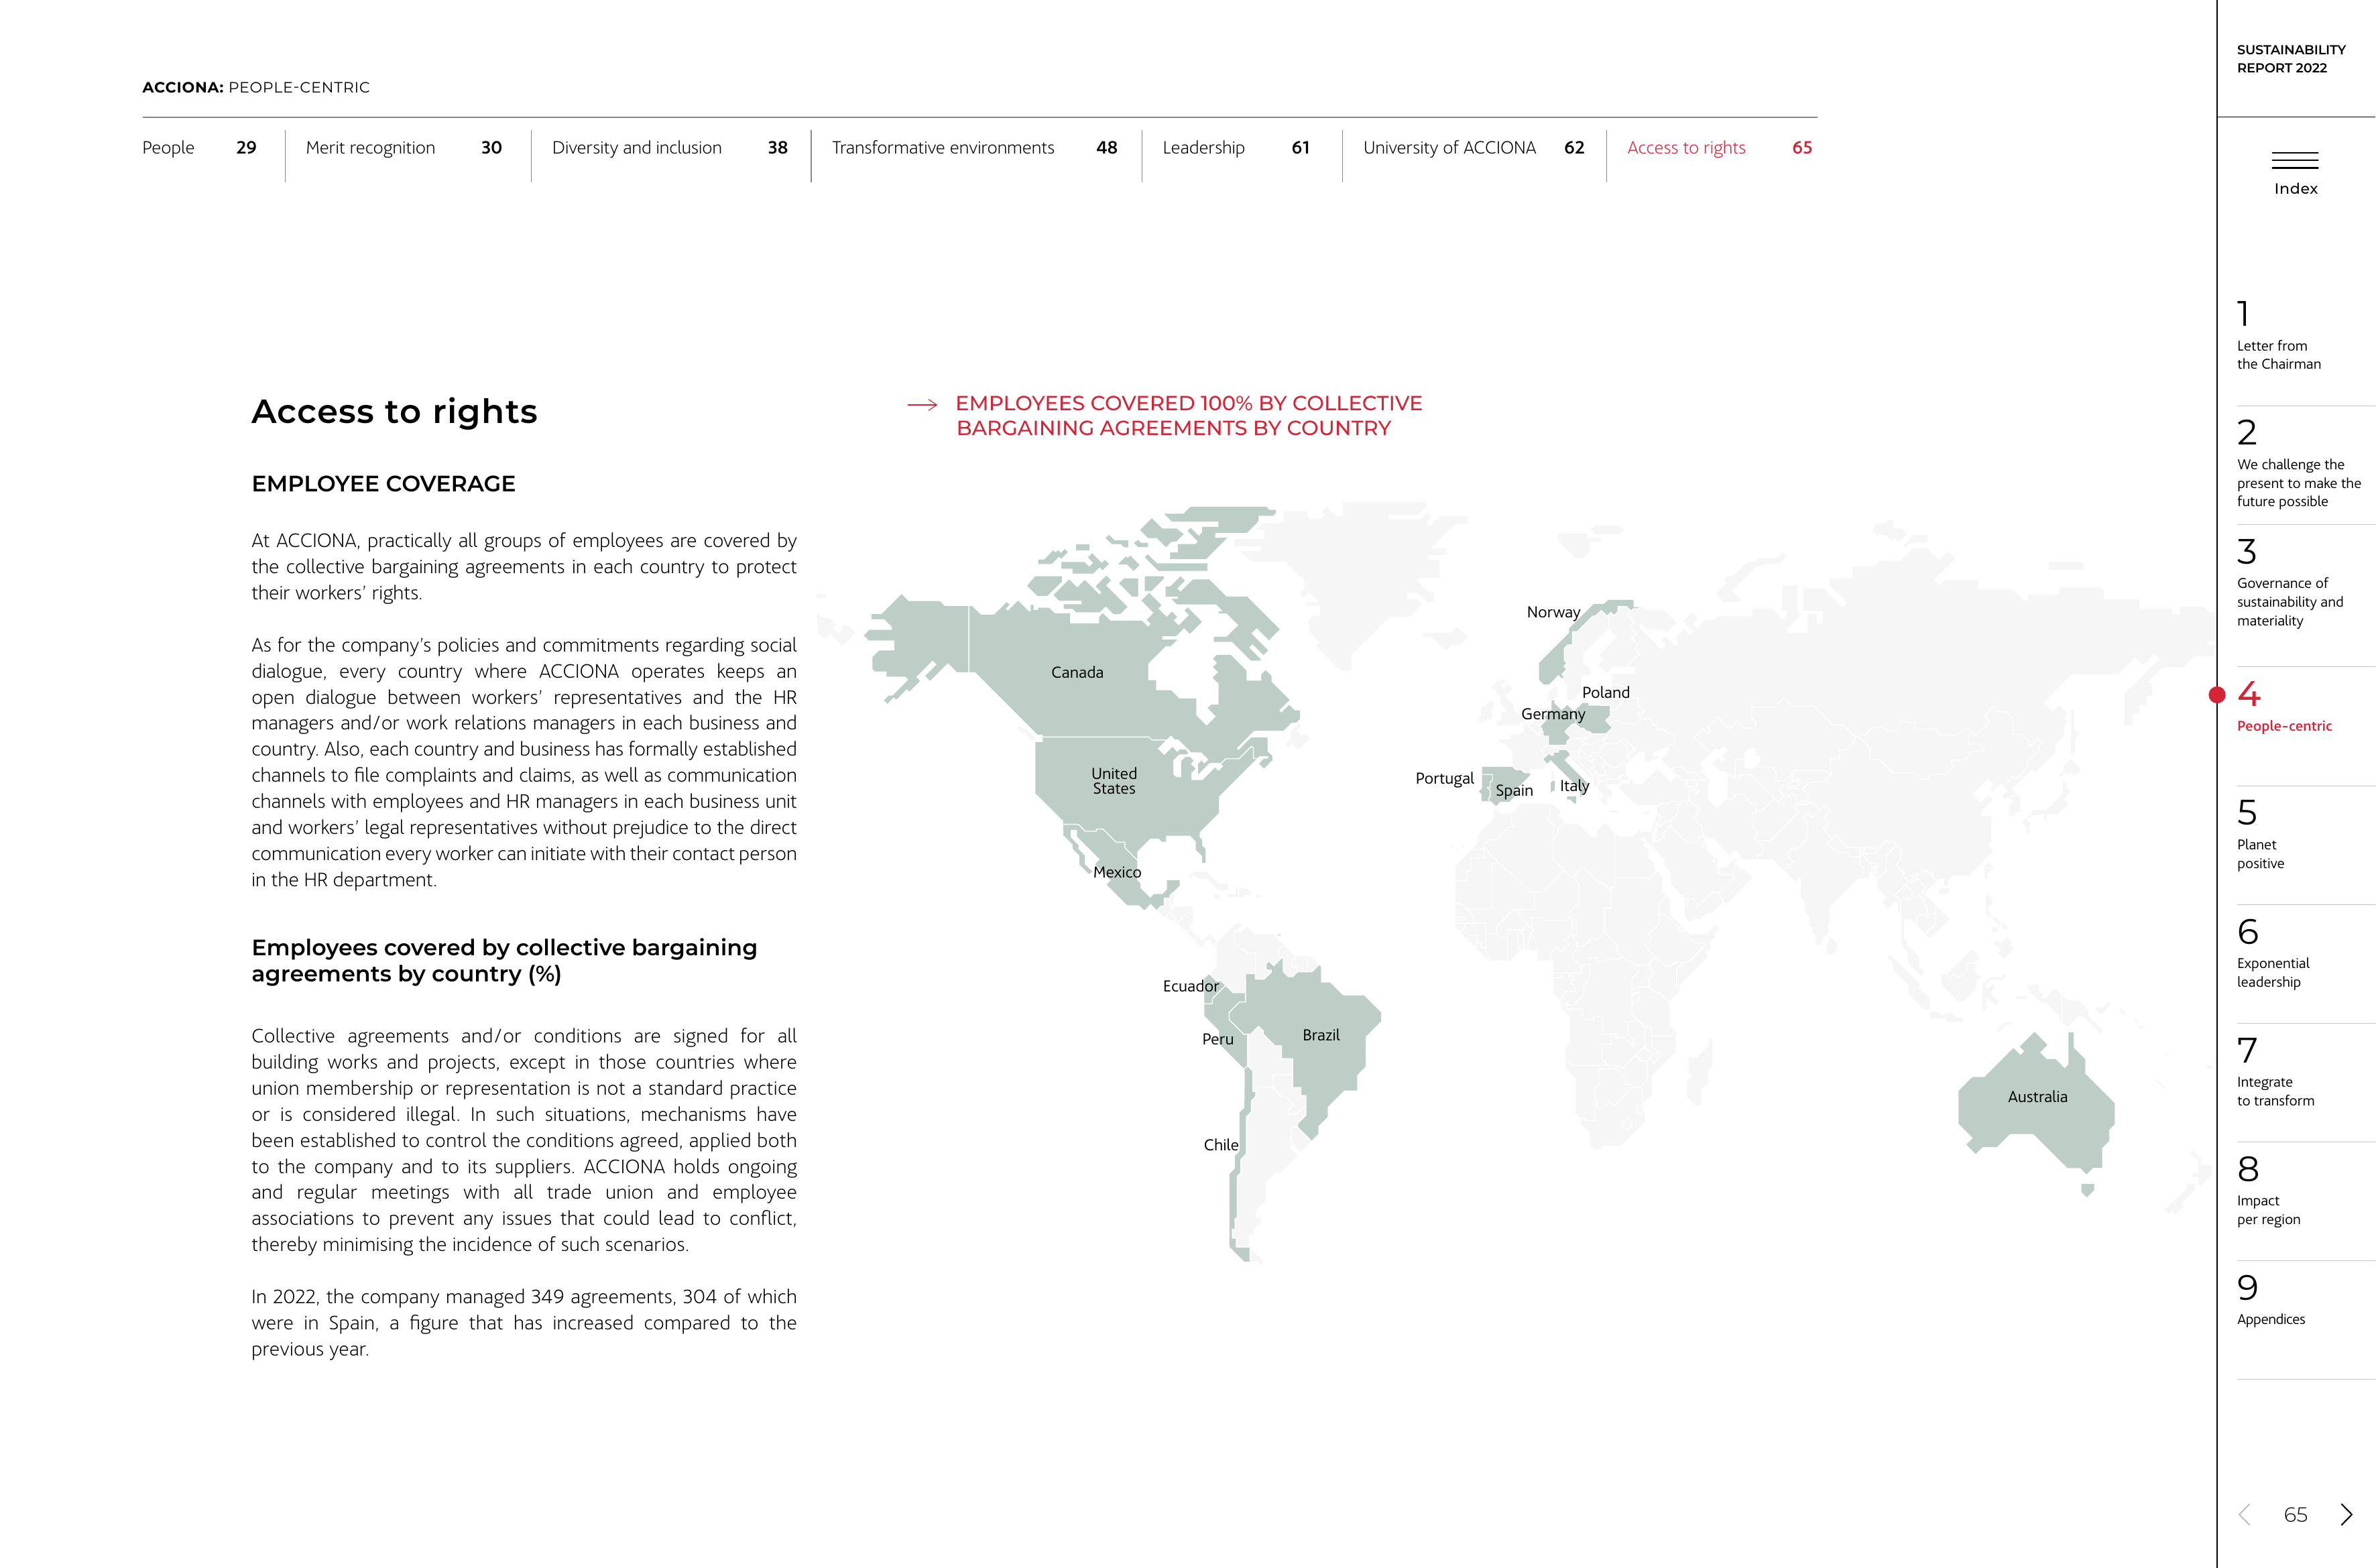 ACCIONA: PEOPLE-CENTRIC
People 29
Merit recognition 30
Diversity and inclusion 38
Transformative environments 48
Leadership 61
University of ACCIONA 62
Access to rights 65
Access to rights
EMPLOYEE COVERAGE
At ACCIONA, practically all groups of employees are covered by
the collective bargaining agreements in each country to protect
their workers’ rights.
As for the company’s policies and commitments regarding social
dialogue, every country where ACCIONA operates keeps an
open dialogue between workers’ representatives and the HR
managers and/or work relations managers in each business and
country. Also, each country and business has formally established
channels to file complaints and claims, as well as communication
channels with employees and HR managers in each business unit
and workers’ legal representatives without prejudice to the direct
communication every worker can initiate with their contact person
in the HR department.
Employees covered by collective bargaining
agreements by country (%)
Collective agreements and/or conditions are signed for all
building works and projects, except in those countries where
union membership or representation is not a standard practice
or is considered illegal. In such situations, mechanisms have
been established to control the conditions agreed, applied both
to the company and to its suppliers. ACCIONA holds ongoing
and regular meetings with all trade union and employee
associations to prevent any issues that could lead to conflict,
thereby minimising the incidence of such scenarios.
In 2022, the company managed 349 agreements, 304 of which
were in Spain, a figure that has increased compared to the
previous year.
EMPLOYEES COVERED 100% BY COLLECTIVE
BARGAINING AGREEMENTS BY COUNTRY
Norway
Canada
Poland
Germany
United
States
Portugal
Spain
Italy
Mexico
Ecuador
Peru
Brazil
Chile
Australia
SUSTAINABILITY
REPORT 2022
Index
1
Letter from
the Chairman
2
We challenge the
present to make the
future possible
3
Governance of
sustainability and
materiality
4
People-centric
5
Planet
positive
6
Exponential
leadership
7
Integrate
to transform
8
Impact
per region
9
Appendices
65